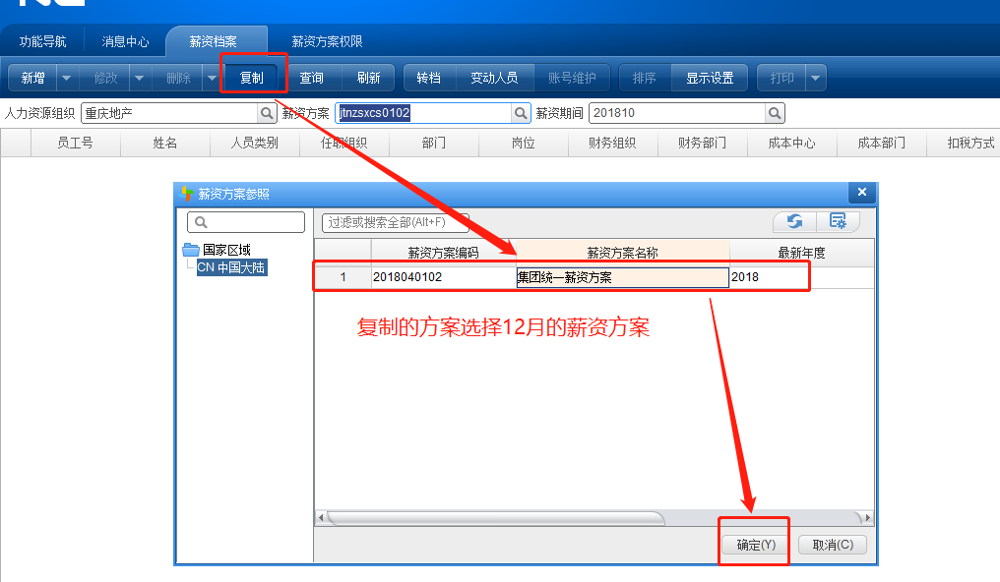 功能导航 消息中心 薪资档案 薪资方案权限
新增 修改 删除 复制 查询 刷新 转档 变动人员 账号维护 排序 显示设置 打印
人力资源组织 重庆地产 薪资方案 jtnzsxcs0102 薪资期间 201810
员工号 姓名 人员类别 任职组织 部门 岗位 财务组织 财务部门 成本中心 成本部门 扣税方式
薪资方案参照
过滤或搜索全部(Alt+F)
国家区域
CN 中国大陆
薪资方案编码 薪资方案名称 最新年度
1 2018040102 集团统一薪资方案 2018
复制的方案选择12月的薪资方案
确定(Y) 取消(C)